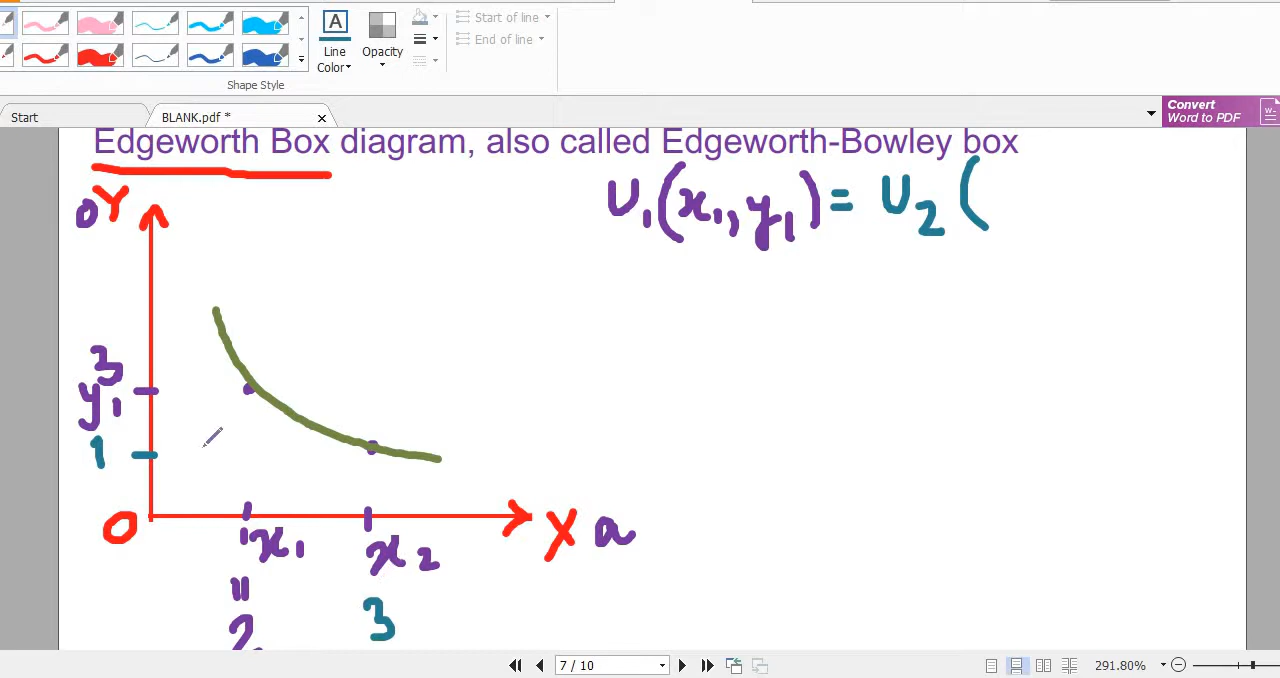 Start of line
End of line
Line Color
Opacity
Shape Style
Start
BLANK.pdf *
Convert Word to PDF
Edgeworth Box diagram, also called Edgeworth-Bowley box
U1(x1, y1) = U2 (
oY
3
y1
1
O
X a
x1
x2
=
2
3
7 / 10
291.80%